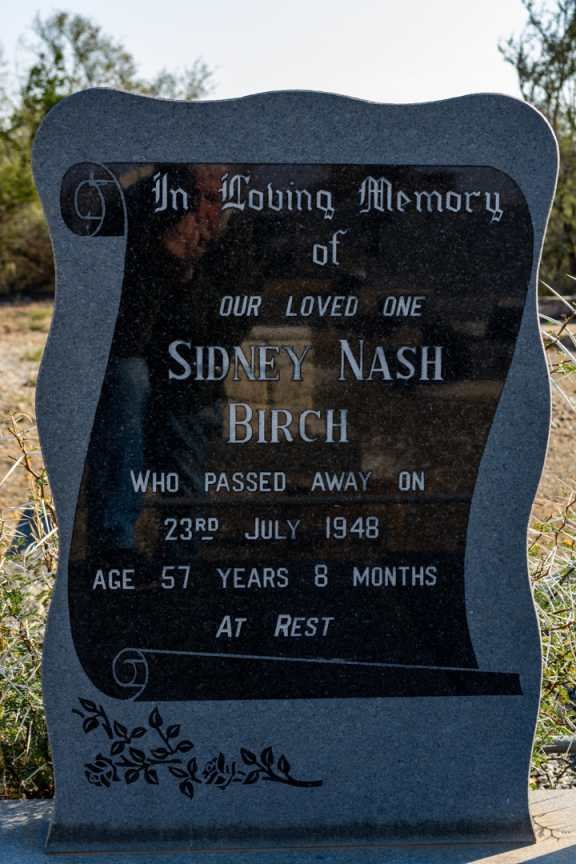 In Loving Memory
of
OUR LOVED ONE
SIDNEY NASH
BIRCH
WHO PASSED AWAY ON
23RD JULY 1948
AGE 57 YEARS 8 MONTHS
AT REST